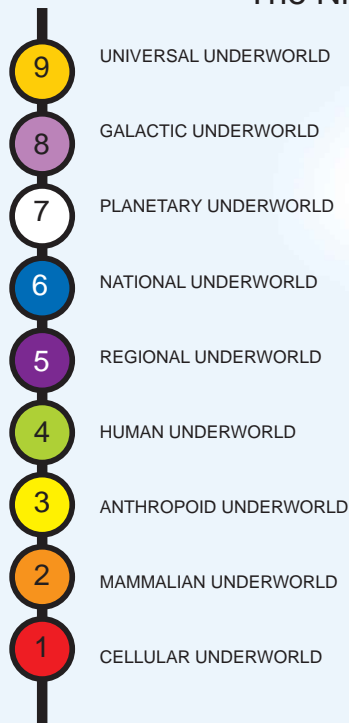 The
9 UNIVERSAL UNDERWORLD
8 GALACTIC UNDERWORLD
7 PLANETARY UNDERWORLD
6 NATIONAL UNDERWORLD
5 REGIONAL UNDERWORLD
4 HUMAN UNDERWORLD
3 ANTHROPOID UNDERWORLD
2 MAMMALIAN UNDERWORLD
1 CELLULAR UNDERWORLD